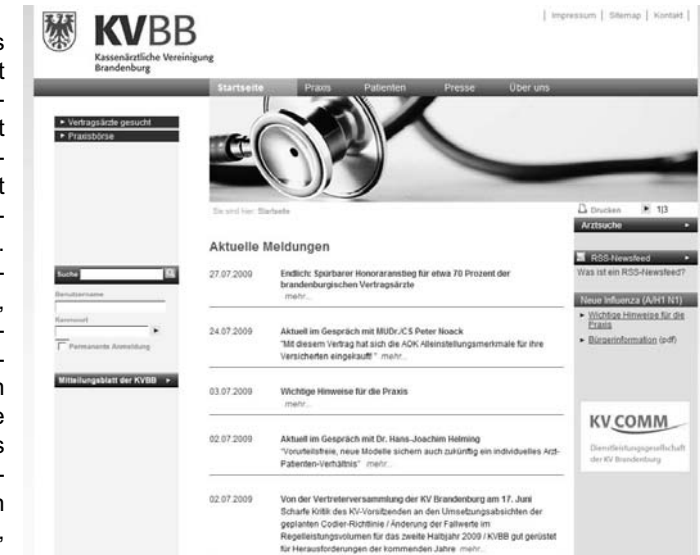 Impressum | Sitemap | Kontakt |
KVBB
Kassenärztliche Vereinigung
Brandenburg
Startseite Praxis Patienten Presse Über uns
Vertragsärzte gesucht
Praxisbörse
Sie sind hier: Startseite
Drucken 1|3
Arztsuche
Aktuelle Meldungen
RSS-Newsfeed
Was ist ein RSS-Newsfeed?
Suche
Benutzername
Kennwort
Permanente Anmeldung
Mitteilungsblatt der KVBB
27.07.2009 Endlich: Spürbarer Honoraranstieg für etwa 70 Prozent der
brandenburgischen Vertragsärzte
mehr...
24.07.2009 Aktuell im Gespräch mit MUDr./CS Peter Noack
"Mit diesem Vertrag hat sich die AOK Alleinstellungsmerkmale für ihre
Versicherten eingekauft!" mehr...
03.07.2009 Wichtige Hinweise für die Praxis
mehr...
02.07.2009 Aktuell im Gespräch mit Dr. Hans-Joachim Helming
"Vorurteilsfreie, neue Modelle sichern auch zukünftig ein individuelles Arzt-
Patienten-Verhältnis" mehr...
02.07.2009 Von der Vertreterversammlung der KV Brandenburg am 17. Juni
Scharfe Kritik des KV-Vorsitzenden an den Umsetzungsabsichten der
geplanten Codier-Richtlinie / Änderung der Fallwerte im
Regelleistungsvolumen für das zweite Halbjahr 2009 / KVBB gut gerüstet
für Herausforderungen der kommenden Jahre mehr...
Neue Influenza (A/H1 N1)
Wichtige Hinweise für die
Praxis
Bürgerinformation (pdf)
KV COMM
Dienstleistungsgesellschaft
der KV Brandenburg